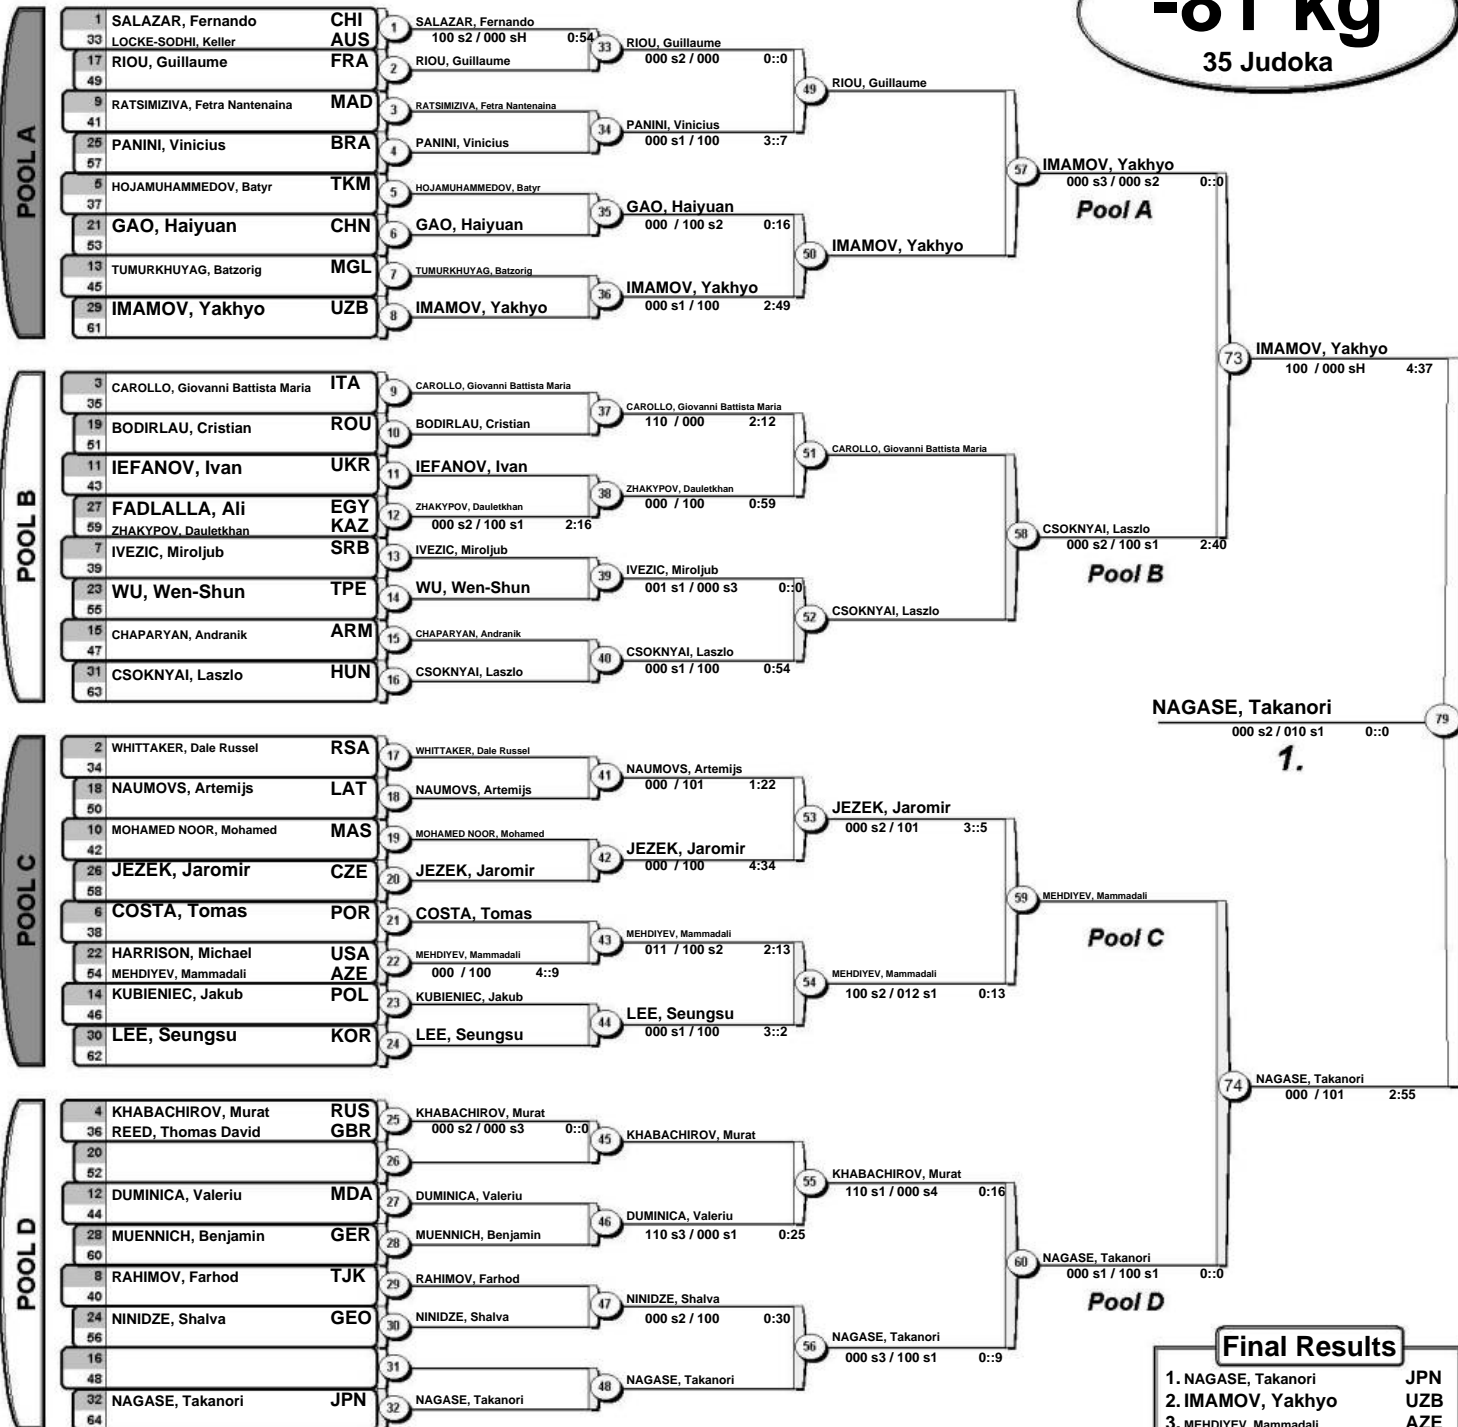 -81 kg
35 Judoka
POOL A
1 SALAZAR, Fernando CHI
33 LOCKE-SODHI, Keller AUS
17 RIOU, Guillaume FRA
49
9 RATSIMIZIVA, Fetra Nantenaina MAD
41
25 PANINI, Vinicius BRA
57
5 HOJAMUHAMMEDOV, Batyr TKM
37
21 GAO, Haiyuan CHN
53
13 TUMURKHUYAG, Batzorig MGL
45
29 IMAMOV, Yakhyo UZB
61
1 SALAZAR, Fernando
100 s2 / 000 sH 0:54
2 RIOU, Guillaume
3 RATSIMIZIVA, Fetra Nantenaina
4 PANINI, Vinicius
5 HOJAMUHAMMEDOV, Batyr
6 GAO, Haiyuan
7 TUMURKHUYAG, Batzorig
8 IMAMOV, Yakhyo
33 RIOU, Guillaume
000 s2 / 000 0::0
34 PANINI, Vinicius
000 s1 / 100 3::7
35 GAO, Haiyuan
000 / 100 s2 0:16
36 IMAMOV, Yakhyo
000 s1 / 100 2:49
49 RIOU, Guillaume
50 IMAMOV, Yakhyo
57 IMAMOV, Yakhyo
000 s3 / 000 s2 0::0
Pool A
POOL B
3 CAROLLO, Giovanni Battista Maria ITA
35
19 BODIRLAU, Cristian ROU
51
11 IEFANOV, Ivan UKR
43
27 FADLALLA, Ali EGY
59 ZHAKYPOV, Dauletkhan KAZ
7 IVEZIC, Miroljub SRB
39
23 WU, Wen-Shun TPE
55
15 CHAPARYAN, Andranik ARM
47
31 CSOKNYAI, Laszlo HUN
63
9 CAROLLO, Giovanni Battista Maria
10 BODIRLAU, Cristian
11 IEFANOV, Ivan
12 ZHAKYPOV, Dauletkhan
000 s2 / 100 s1 2:16
13 IVEZIC, Miroljub
14 WU, Wen-Shun
15 CHAPARYAN, Andranik
16 CSOKNYAI, Laszlo
37 CAROLLO, Giovanni Battista Maria
110 / 000 2:12
38 ZHAKYPOV, Dauletkhan
000 / 100 0:59
39 IVEZIC, Miroljub
001 s1 / 000 s3 0::0
40 CSOKNYAI, Laszlo
000 s1 / 100 0:54
51 CAROLLO, Giovanni Battista Maria
52 CSOKNYAI, Laszlo
58 CSOKNYAI, Laszlo
000 s2 / 100 s1 2:40
Pool B
73 IMAMOV, Yakhyo
100 / 000 sH 4:37
NAGASE, Takanori
000 s2 / 010 s1 0::0
79
1.
POOL C
2 WHITTAKER, Dale Russel RSA
34
18 NAUMOVS, Artemijs LAT
50
10 MOHAMED NOOR, Mohamed MAS
42
26 JEZEK, Jaromir CZE
58
6 COSTA, Tomas POR
38
22 HARRISON, Michael USA
54 MEHDIYEV, Mammadali AZE
14 KUBIENIEC, Jakub POL
46
30 LEE, Seungsu KOR
62
17 WHITTAKER, Dale Russel
18 NAUMOVS, Artemijs
19 MOHAMED NOOR, Mohamed
20 JEZEK, Jaromir
21 COSTA, Tomas
22 MEHDIYEV, Mammadali
000 / 100 4::9
23 KUBIENIEC, Jakub
24 LEE, Seungsu
41 NAUMOVS, Artemijs
000 / 101 1:22
42 JEZEK, Jaromir
000 / 100 4:34
43 MEHDIYEV, Mammadali
011 / 100 s2 2:13
44 LEE, Seungsu
000 s1 / 100 3::2
53 JEZEK, Jaromir
000 s2 / 101 3::5
54 MEHDIYEV, Mammadali
100 s2 / 012 s1 0:13
59 MEHDIYEV, Mammadali
Pool C
POOL D
4 KHABACHIROV, Murat RUS
36 REED, Thomas David GBR
20
52
12 DUMINICA, Valeriu MDA
44
28 MUENNICH, Benjamin GER
60
8 RAHIMOV, Farhod TJK
40
24 NINIDZE, Shalva GEO
56
16
48
32 NAGASE, Takanori JPN
64
25 KHABACHIROV, Murat
000 s2 / 000 s3 0::0
26
27 DUMINICA, Valeriu
28 MUENNICH, Benjamin
29 RAHIMOV, Farhod
30 NINIDZE, Shalva
31
32 NAGASE, Takanori
45 KHABACHIROV, Murat
46 DUMINICA, Valeriu
110 s3 / 000 s1 0:25
47 NINIDZE, Shalva
000 s2 / 100 0:30
48 NAGASE, Takanori
55 KHABACHIROV, Murat
110 s1 / 000 s4 0:16
56 NAGASE, Takanori
000 s3 / 100 s1 0::9
60 NAGASE, Takanori
000 s1 / 100 s1 0::0
Pool D
74 NAGASE, Takanori
000 / 101 2:55
Final Results
1. NAGASE, Takanori JPN
2. IMAMOV, Yakhyo UZB
3. MEHDIYEV, Mammadali AZE